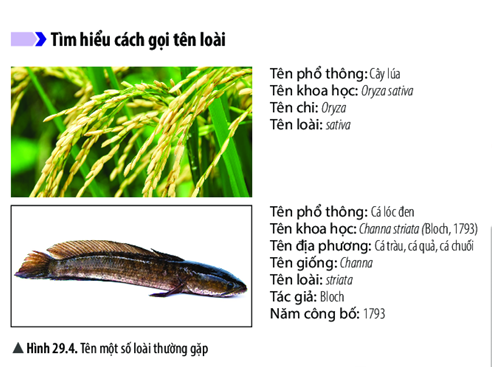 Tìm hiểu cách gọi tên loài
Tên phổ thông: Cây lúa
Tên khoa học: Oryza sativa
Tên chi: Oryza
Tên loài: sativa
Tên phổ thông: Cá lóc đen
Tên khoa học: Channa striata (Bloch, 1793)
Tên địa phương: Cá tràu, cá quả, cá chuối
Tên giống: Channa
Tên loài: striata
Tác giả: Bloch
Năm công bố: 1793
▲ Hình 29.4. Tên một số loài thường gặp